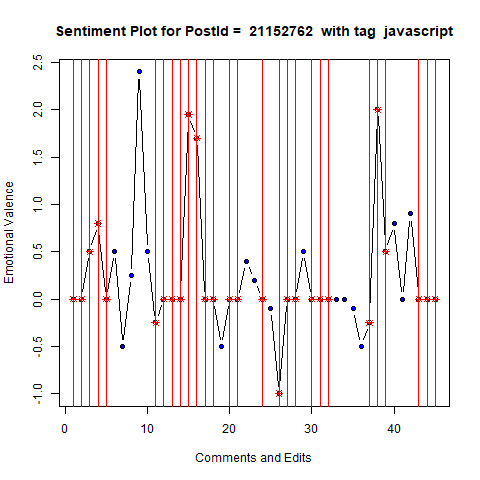 Sentiment Plot for PostId =  21152762  with tag  javascript
Emotional Valence
2.5
2.0
1.5
1.0
0.5
0.0
-0.5
-1.0
0 10 20 30 40
Comments and Edits